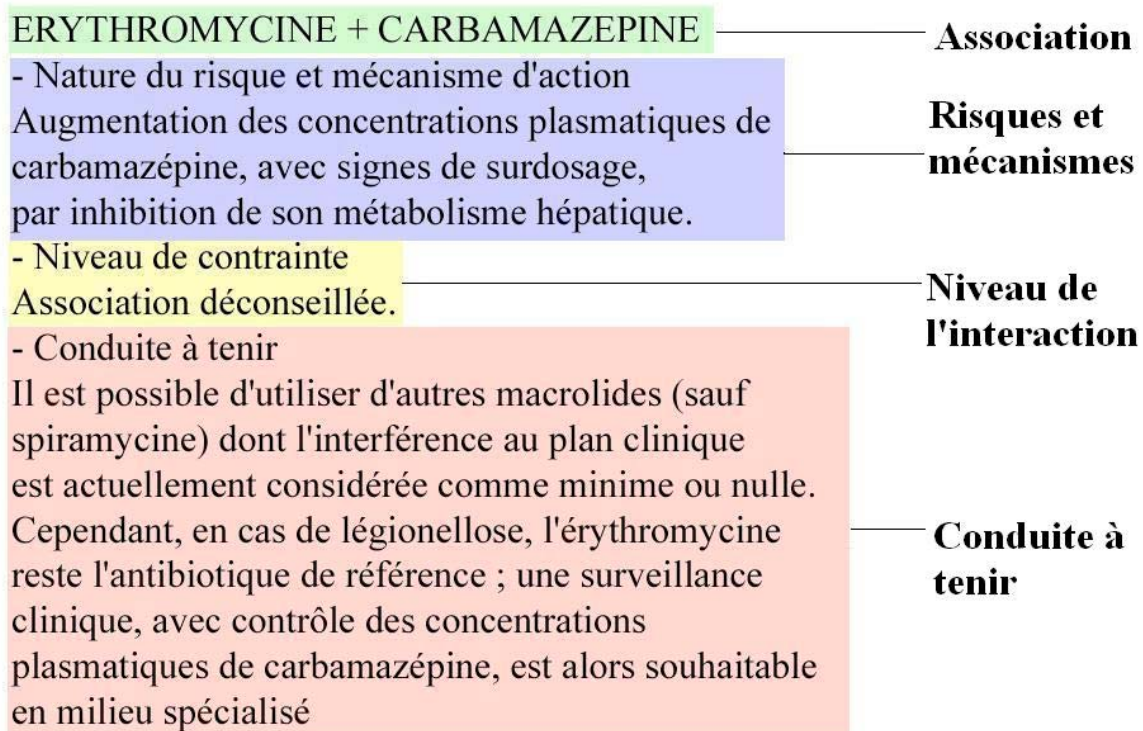 ERYTHROMYCINE + CARBAMAZEPINE
Association
- Nature du risque et mécanisme d'action
Augmentation des concentrations plasmatiques de
carbamazépine, avec signes de surdosage,
par inhibition de son métabolisme hépatique.
Risques et
mécanismes
- Niveau de contrainte
Association déconseillée.
Niveau de
l'interaction
- Conduite à tenir
Il est possible d'utiliser d'autres macrolides (sauf
spiramycine) dont l'interférence au plan clinique
est actuellement considérée comme minime ou nulle.
Cependant, en cas de légionellose, l'érythromycine
reste l'antibiotique de référence ; une surveillance
clinique, avec contrôle des concentrations
plasmatiques de carbamazépine, est alors souhaitable
en milieu spécialisé
Conduite à
tenir